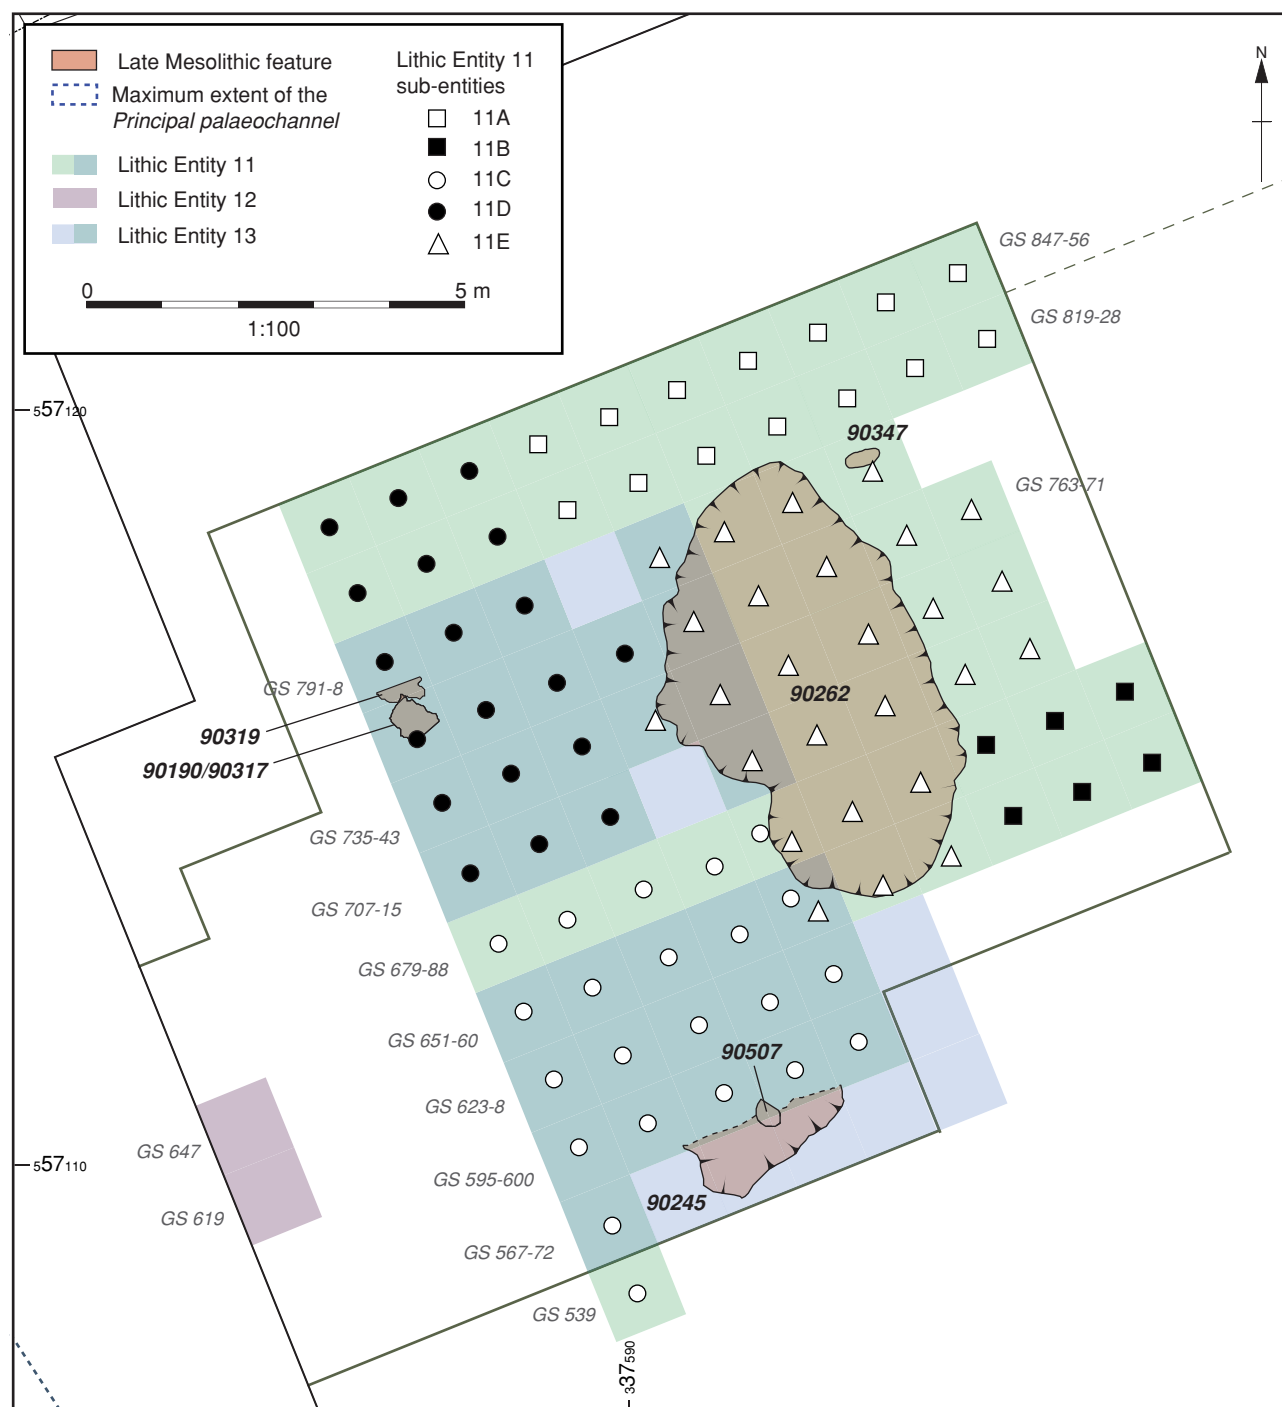 Late Mesolithic feature
Maximum extent of the
Principal palaeochannel
Lithic Entity 11
Lithic Entity 12
Lithic Entity 13
Lithic Entity 11
sub-entities
11A
11B
11C
11D
11E
0 5 m
1:100
N
GS 847-56
GS 819-28
557120
90347
GS 763-71
GS 791-8
90319
90262
90190/90317
GS 735-43
GS 707-15
GS 679-88
GS 651-60
90507
GS 623-8
GS 647
557110
GS 595-600
90245
GS 619
GS 567-72
GS 539
337590